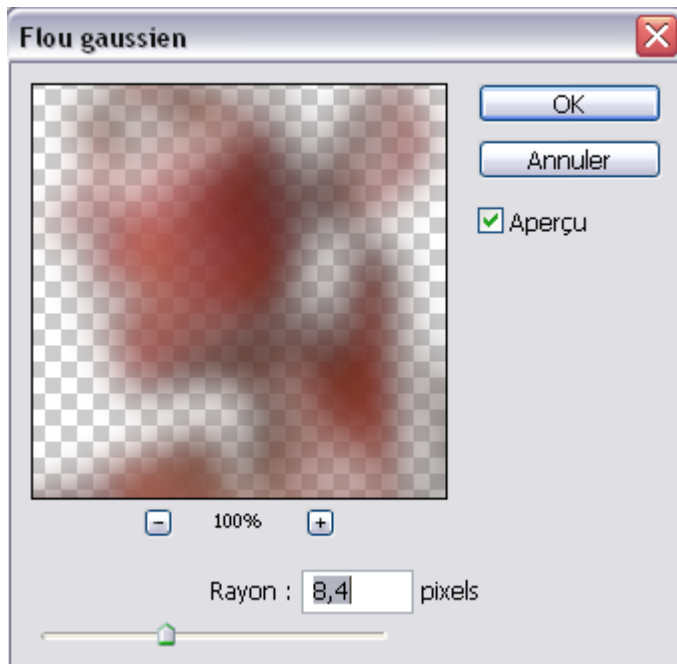 Flou gaussien
OK
Annuler
Aperçu
100%
Rayon : 8,4 pixels